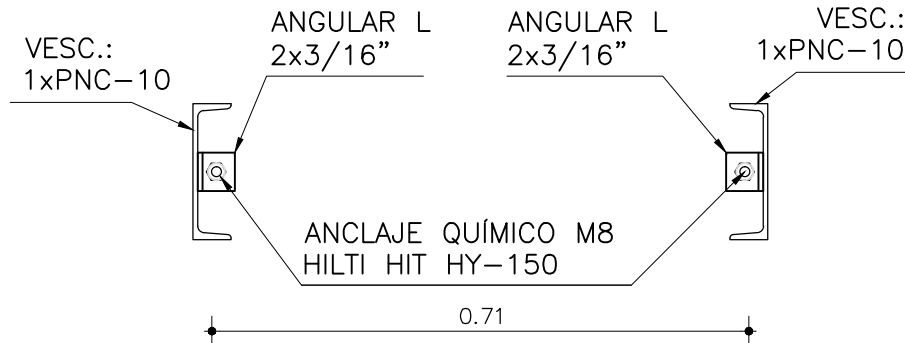 VESC.:
1xPNC-10
ANGULAR L
2x3/16”
ANGULAR L
2x3/16”
VESC.:
1xPNC-10
ANCLAJE QUÍMICO M8
HILTI HIT HY-150
0.71